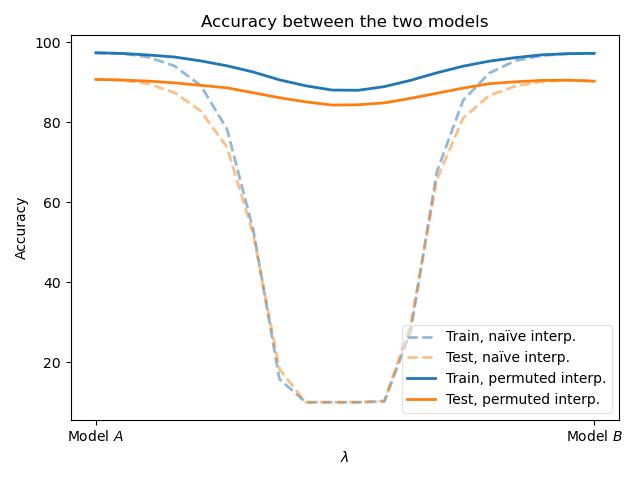 Accuracy between the two models
Accuracy
100
80
60
40
20
Train, naïve interp.
Test, naïve interp.
Train, permuted interp.
Test, permuted interp.
Model A
Model B
λ